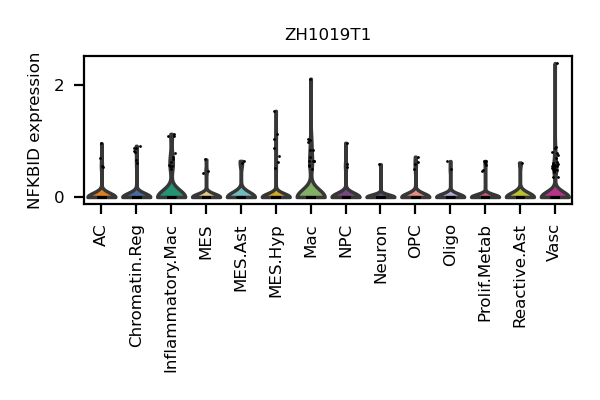 ZH1019T1
NFKBID expression
2
0
AC
Chromatin.Reg
Inflammatory.Mac
MES
MES.Ast
MES.Hyp
Mac
NPC
Neuron
OPC
Oligo
Prolif.Metab
Reactive.Ast
Vasc